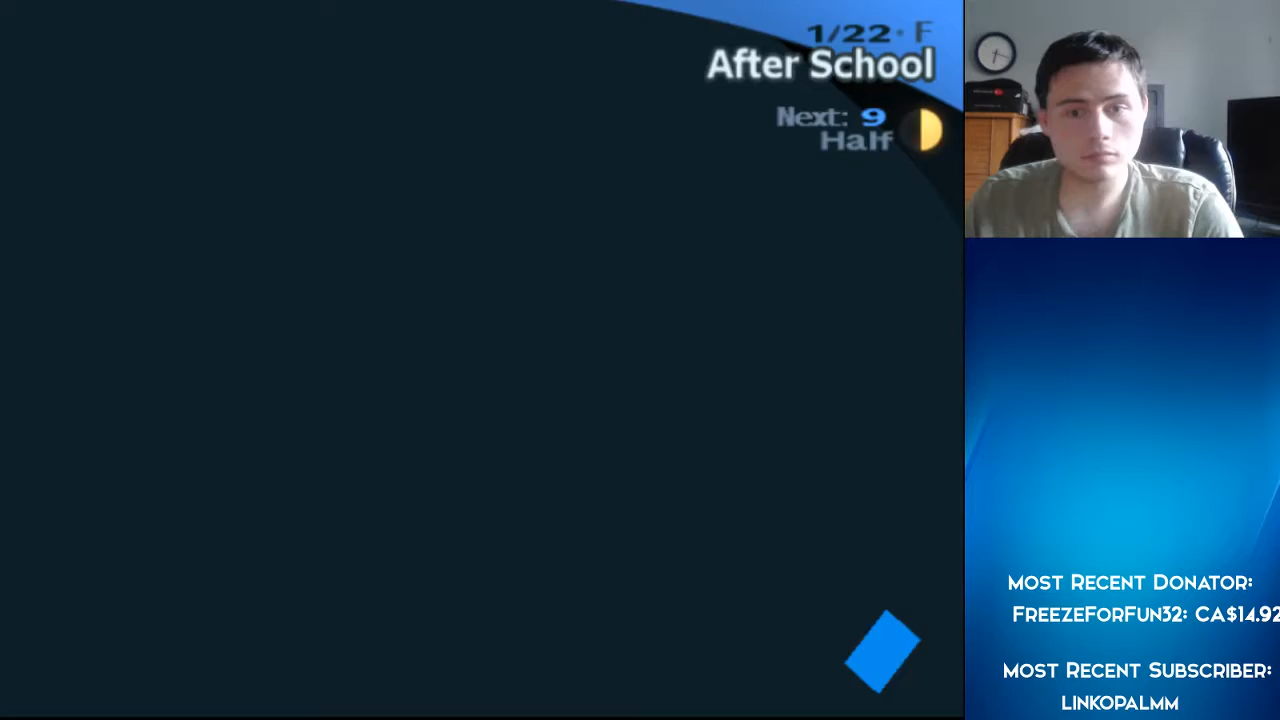 1/22 · F
After School
Next: 9
Half
Most Recent Donator:
FreezeForFun32: CA$14.92
Most Recent Subscriber:
linkopalmm